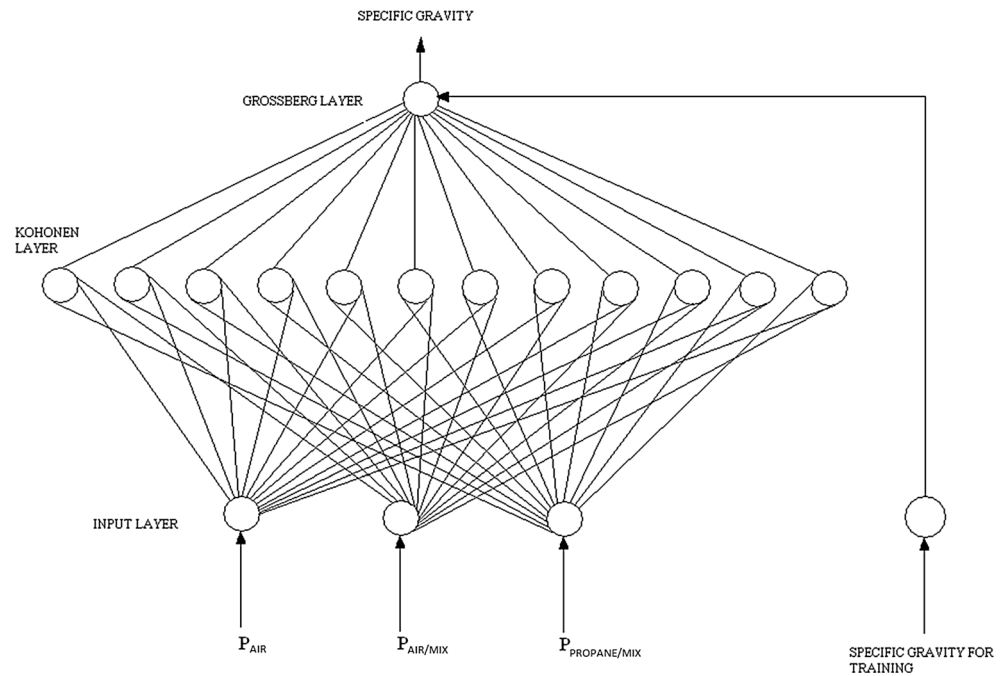 SPECIFIC GRAVITY
GROSSBERG LAYER
KOHONEN
LAYER
INPUT LAYER
PAIR
PAIR/MIX
PPROPANE/MIX
SPECIFIC GRAVITY FOR
TRAINING